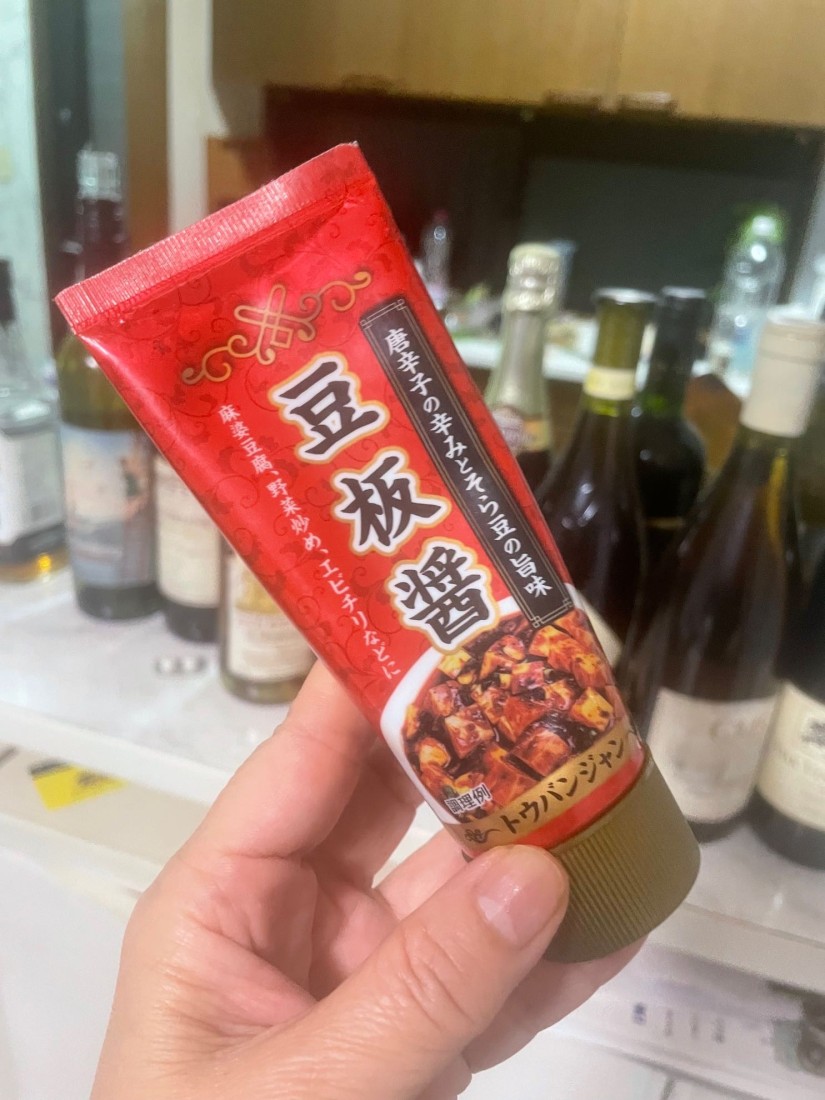 豆板醤
唐辛子の辛みとそら豆の旨味
麻婆豆腐、野菜炒め、エビチリなどに
調理例
トウバンジャン